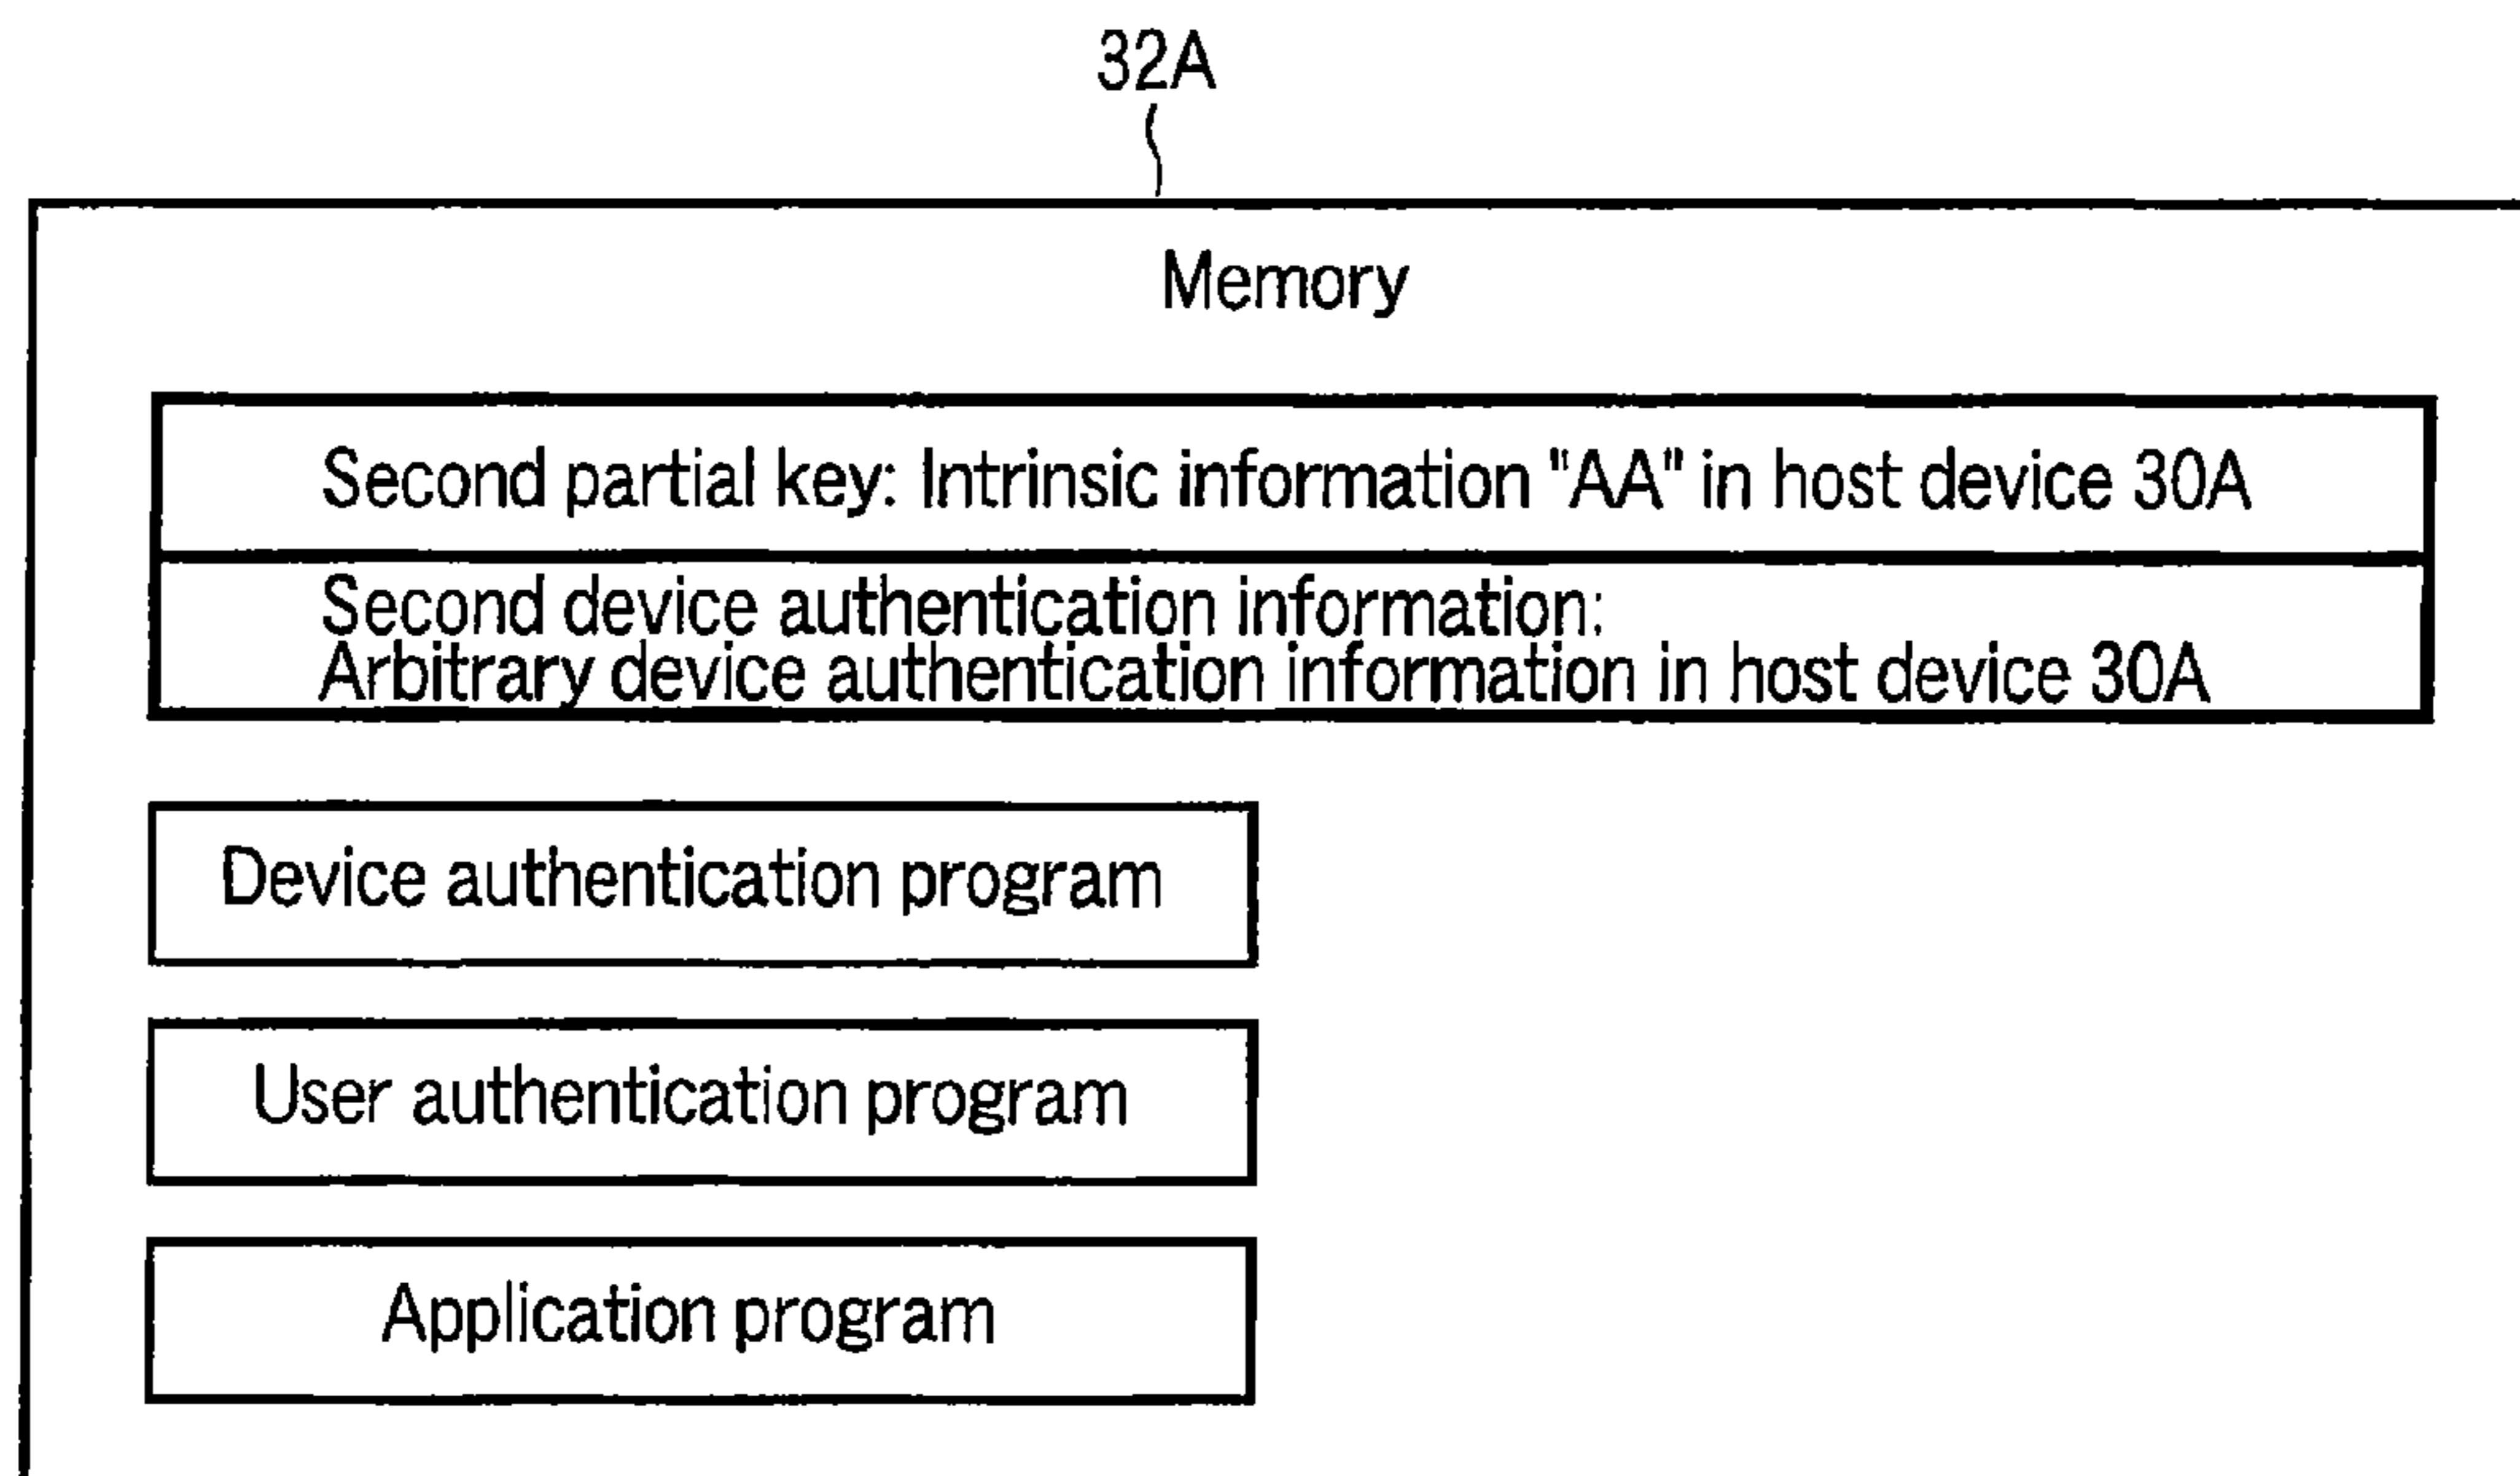 32A
Memory
Second partial key: Intrinsic information "AA" in host device 30A
Second device authentication information:
Arbitrary device authentication information in host device 30A
Device authentication program
User authentication program
Application program